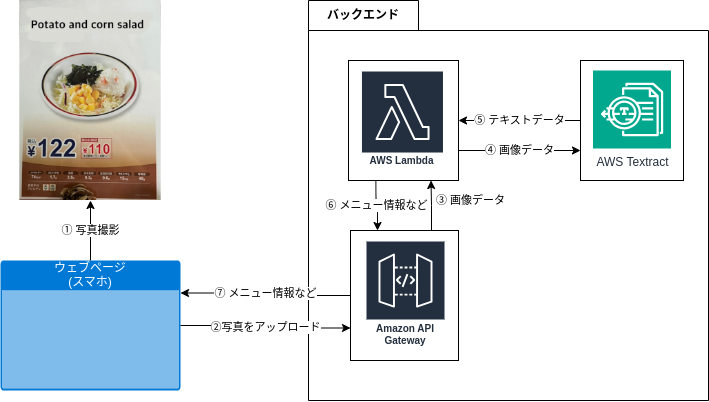 Potato and corn salad
税込
¥122
¥110
① 写真撮影
ウェブページ
(スマホ)
バックエンド
AWS Lambda
⑤ テキストデータ
④ 画像データ
AWS Textract
⑥ メニュー情報など
③ 画像データ
⑦ メニュー情報など
②写真をアップロード
Amazon API
Gateway